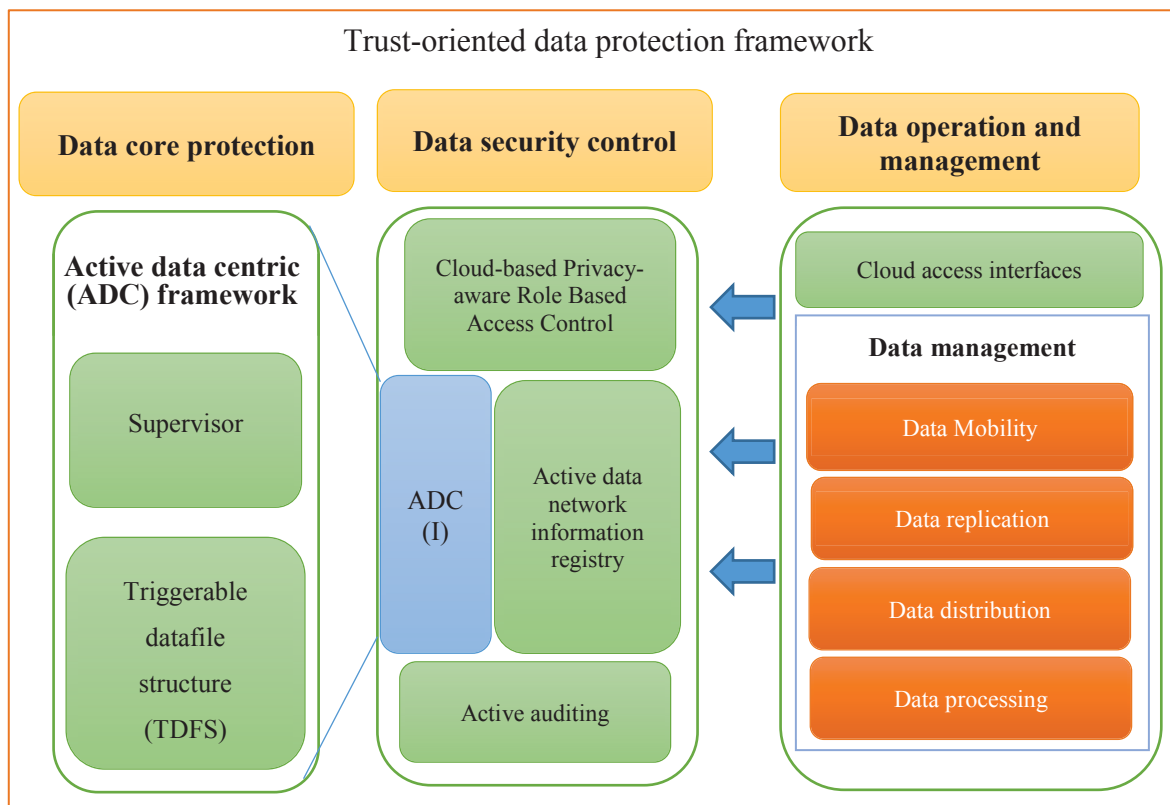 Trust-oriented data protection framework
Data core protection
Active data centric
(ADC) framework
Supervisor
Triggerable
datafile
structure
(TDFS)
Data security control
Cloud-based Privacy-
aware Role Based
Access Control
ADC
(I)
Active data
network
information
registry
Active auditing
Data operation and
management
Cloud access interfaces
Data management
Data Mobility
Data replication
Data distribution
Data processing